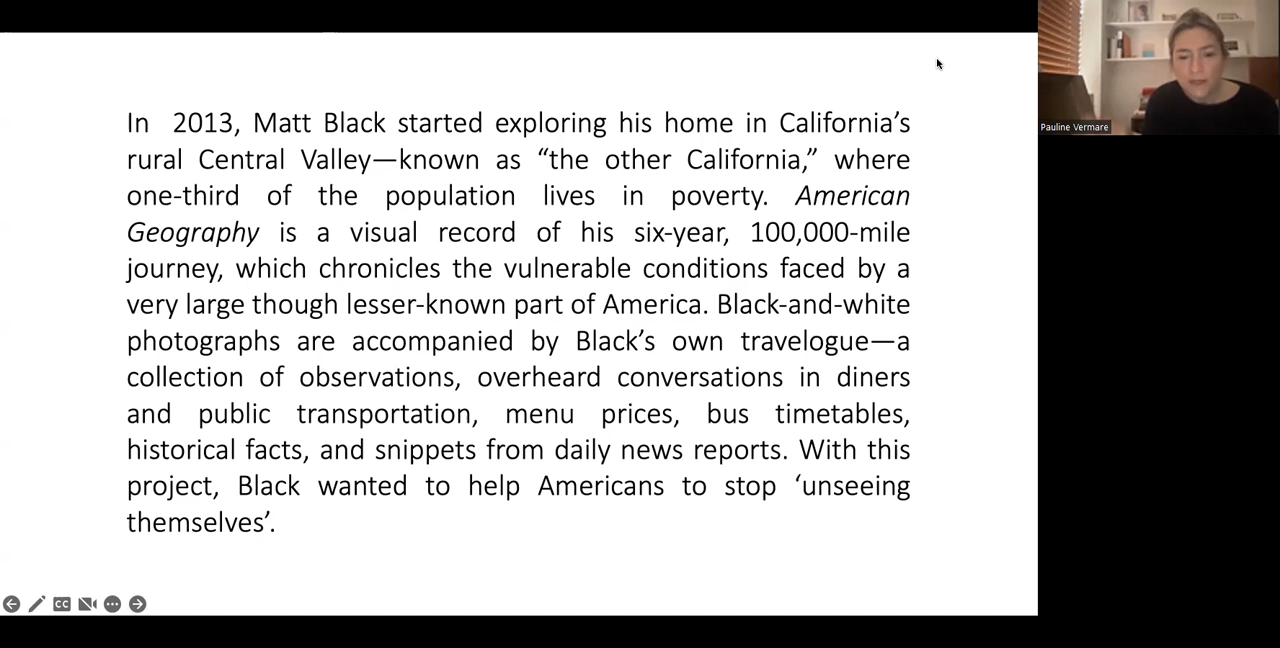 In  2013, Matt Black started exploring his home in California’s
rural Central Valley—known as “the other California,” where
one-third of the population lives in poverty. American
Geography is a visual record of his six-year, 100,000-mile
journey, which chronicles the vulnerable conditions faced by a
very large though lesser-known part of America. Black-and-white
photographs are accompanied by Black’s own travelogue—a
collection of observations, overheard conversations in diners
and public transportation, menu prices, bus timetables,
historical facts, and snippets from daily news reports. With this
project, Black wanted to help Americans to stop ‘unseeing
themselves’.
Pauline Vermare
CC